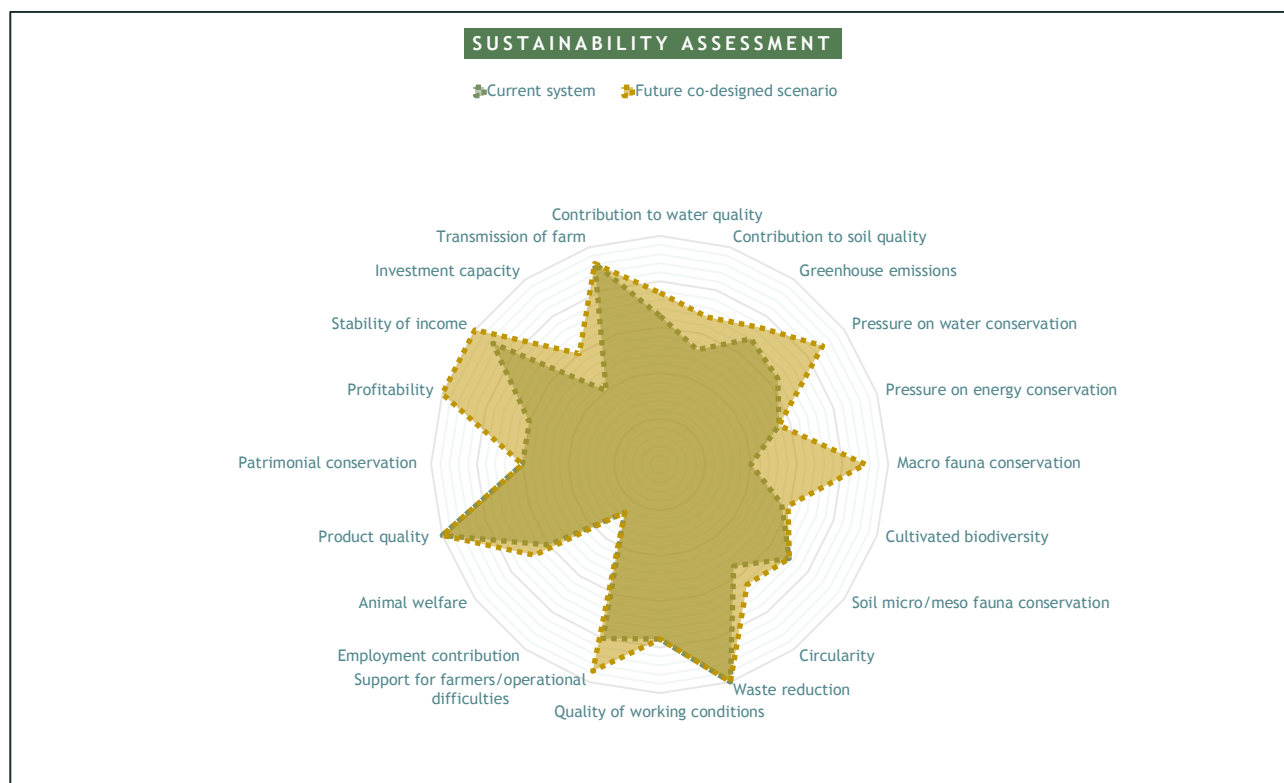 SUSTAINABILITY ASSESSMENT
Current system
Future co-designed scenario
Contribution to water quality
Transmission of farm
Contribution to soil quality
Investment capacity
Greenhouse emissions
Stability of income
Pressure on water conservation
Profitability
Pressure on energy conservation
Patrimonial conservation
Macro fauna conservation
Product quality
Cultivated biodiversity
Animal welfare
Soil micro/meso fauna conservation
Employment contribution
Circularity
Support for farmers/operational
difficulties
Waste reduction
Quality of working conditions